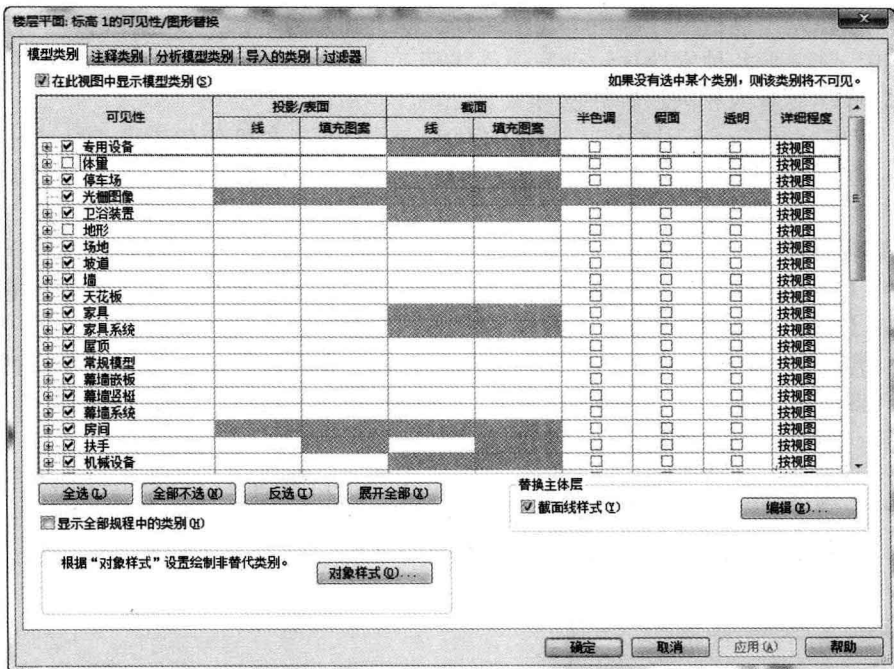 楼层平面: 标高 1的可见性/图形替换
模型类别 注释类别 分析模型类别 导入的类别 过滤器
在此视图中显示模型类别(S) 如果没有选中某个类别，则该类别将不可见。
可见性 投影/表面 截面 半色调 假面 透明 详细程度
线 填充图案 线 填充图案
专用设备 按视图
体量 按视图
停车场 按视图
光栅图像 按视图
卫浴装置 按视图
地形 按视图
场地 按视图
坡道 按视图
墙 按视图
天花板 按视图
家具 按视图
家具系统 按视图
屋顶 按视图
常规模型 按视图
幕墙嵌板 按视图
幕墙竖梃 按视图
幕墙系统 按视图
房间 按视图
扶手 按视图
机械设备 按视图
全选(L) 全部不选(N) 反选(I) 展开全部(X)
替换主体层
截面线样式(Y) 编辑(E)...
显示全部规程中的类别(H)
根据“对象样式”设置绘制非替代类别。 对象样式(O)...
确定 取消 应用(A) 帮助